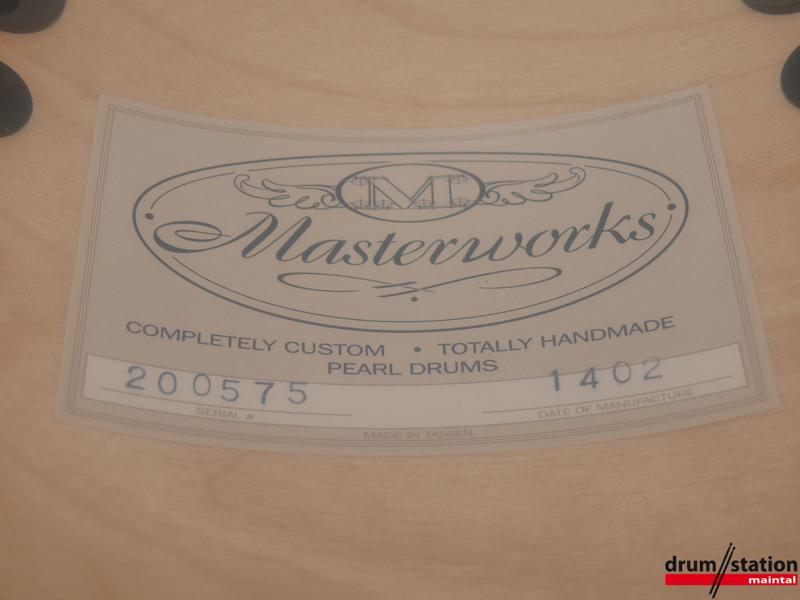 M
Masterworks
COMPLETELY CUSTOM • TOTALLY HANDMADE
PEARL DRUMS
200575 1402
SERIAL # DATE OF MANUFACTURE
MADE IN TAIWAN
drum//station
maintal